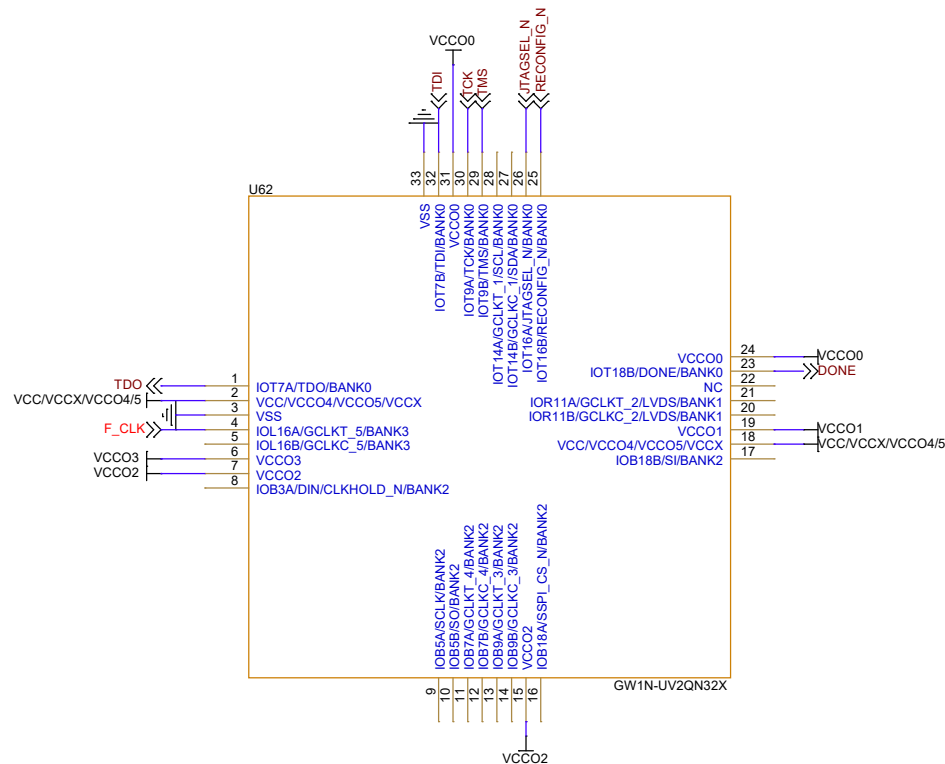 VCCO0
TDI
TCK
TMS
JTAGSEL_N
RECONFIG_N
33
32
31
30
29
28
27
26
25
U62
VSS
IOT7B/TDI/BANK0
VCCO0
IOT9A/TCK/BANK0
IOT9B/TMS/BANK0
IOT14A/GCLKT_1/SCL/BANK0
IOT14B/GCLKC_1/SDA/BANK0
IOT16A/JTAGSEL_N/BANK0
IOT16B/RECONFIG_N/BANK0
TDO
1
IOT7A/TDO/BANK0
VCC/VCCX/VCCO4/5
2
VCC/VCCO4/VCCO5/VCCX
3
VSS
F_CLK
4
IOL16A/GCLKT_5/BANK3
5
IOL16B/GCLKC_5/BANK3
VCCO3
6
VCCO3
VCCO2
7
VCCO2
8
IOB3A/DIN/CLKHOLD_N/BANK2
VCCO0
24
VCCO0
IOT18B/DONE/BANK0
23
DONE
NC
22
IOR11A/GCLKT_2/LVDS/BANK1
21
IOR11B/GCLKC_2/LVDS/BANK1
20
VCCO1
19
VCCO1
VCC/VCCO4/VCCO5/VCCX
18
VCC/VCCX/VCCO4/5
IOB18B/SI/BANK2
17
IOB5A/SCLK/BANK2
IOB5B/SO/BANK2
IOB7A/GCLKT_4/BANK2
IOB7B/GCLKC_4/BANK2
IOB9A/GCLKT_3/BANK2
IOB9B/GCLKC_3/BANK2
VCCO2
IOB18A/SSPI_CS_N/BANK2
GW1N-UV2QN32X
9
10
11
12
13
14
15
16
VCCO2